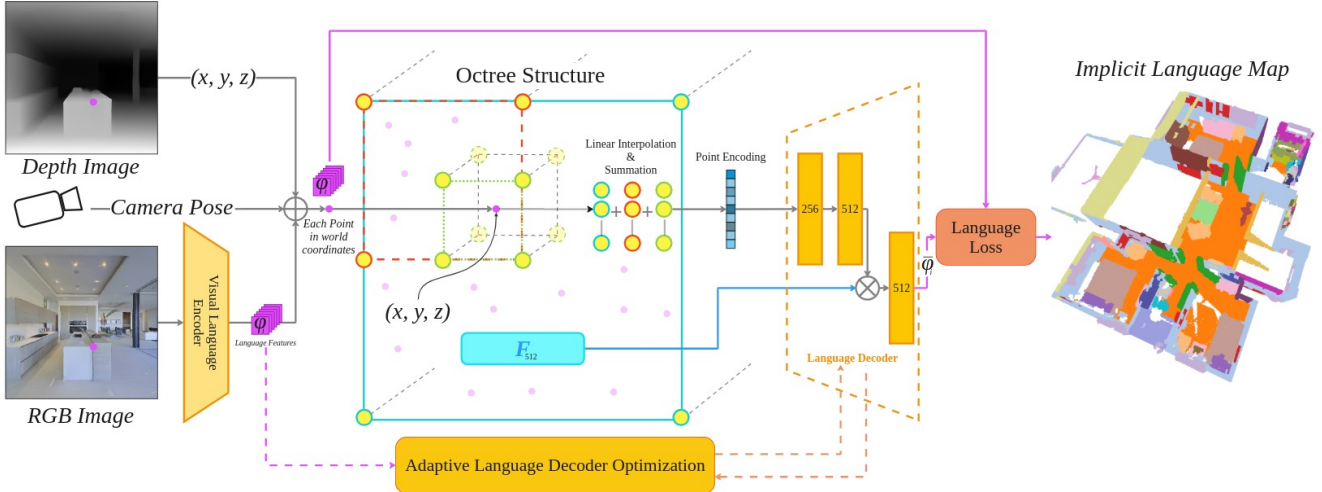 Depth Image
(x, y, z)
Camera Pose
RGB Image
Visual Language
Encoder
φ
Language Features
φ
Each Point
in world
coordinates
Octree Structure
(x, y, z)
F512
Linear Interpolation
&
Summation
+ +
Point Encoding
256
512
512
Language Decoder
φ̅
Language
Loss
Implicit Language Map
Adaptive Language Decoder Optimization